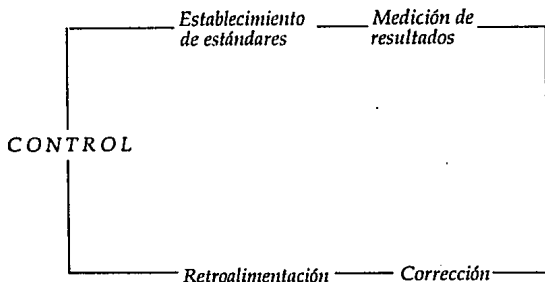 Establecimiento
de estándares
Medición de
resultados
CONTROL
Retroalimentación
Corrección